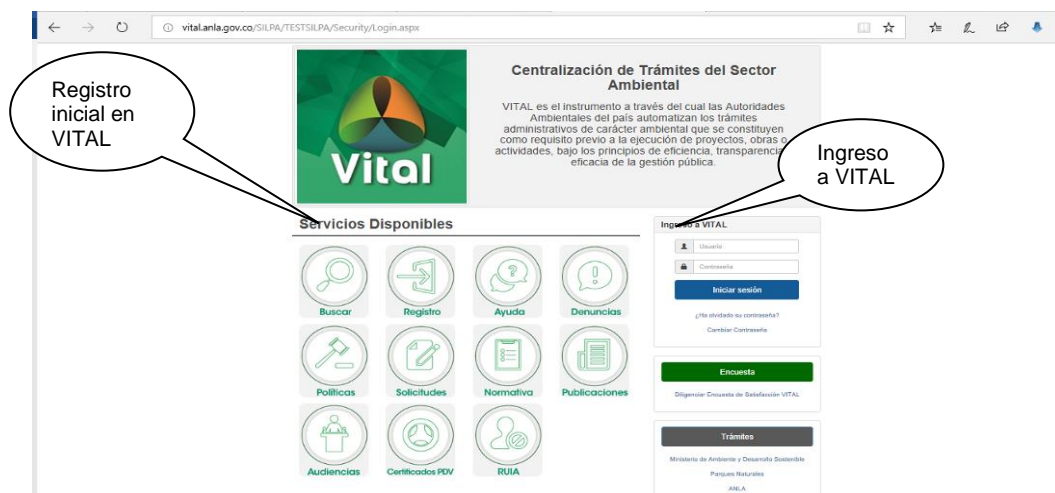 vital.anla.gov.co/SILPA/TESTSILPA/Security/Login.aspx
Registro
inicial en
VITAL
Vital
Centralización de Trámites del Sector
Ambiental
VITAL es el instrumento a través del cual las Autoridades
Ambientales del país automatizan los trámites
administrativos de carácter ambiental que se constituyen
como requisito previo a la ejecución de proyectos, obras o
actividades, bajo los principios de eficiencia, transparencia
eficacia de la gestión pública.
Ingreso
a VITAL
Servicios Disponibles
Buscar
Registro
Ayuda
Denuncias
Políticas
Solicitudes
Normativa
Publicaciones
Audiencias
Certificados PDV
RUIA
Ingreso a VITAL
Usuario
Contraseña
Iniciar sesión
¿Ha olvidado su contraseña?
Cambiar Contraseña
Encuesta
Diligenciar Encuesta de Satisfacción VITAL
Trámites
Ministerio de Ambiente y Desarrollo Sostenible
Parques Naturales
ANLA